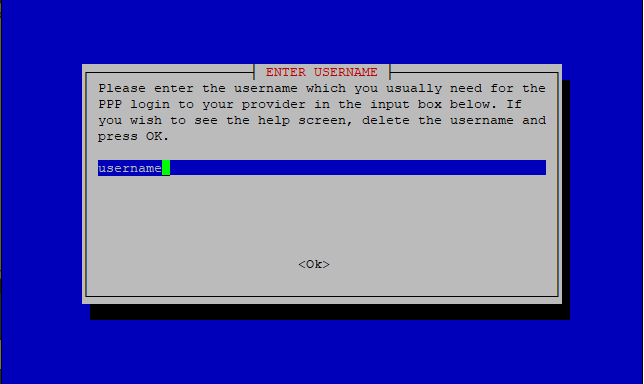 ENTER USERNAME
Please enter the username which you usually need for the
PPP login to your provider in the input box below. If
you wish to see the help screen, delete the username and
press OK.
username
<Ok>